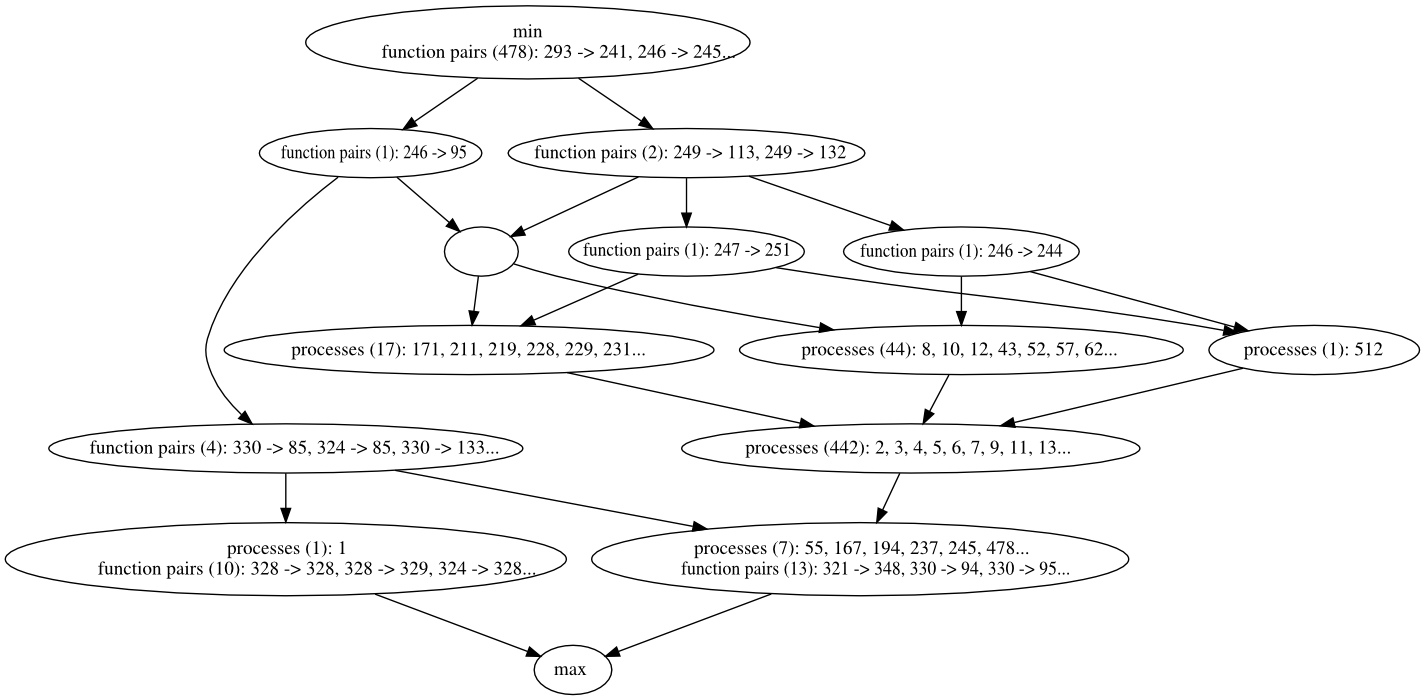 min
function pairs (478): 293 -> 241, 246 -> 245...
function pairs (1): 246 -> 95
function pairs (2): 249 -> 113, 249 -> 132
function pairs (1): 247 -> 251
function pairs (1): 246 -> 244
processes (17): 171, 211, 219, 228, 229, 231...
processes (44): 8, 10, 12, 43, 52, 57, 62...
processes (1): 512
function pairs (4): 330 -> 85, 324 -> 85, 330 -> 133...
processes (442): 2, 3, 4, 5, 6, 7, 9, 11, 13...
processes (1): 1
function pairs (10): 328 -> 328, 328 -> 329, 324 -> 328...
processes (7): 55, 167, 194, 237, 245, 478...
function pairs (13): 321 -> 348, 330 -> 94, 330 -> 95...
max